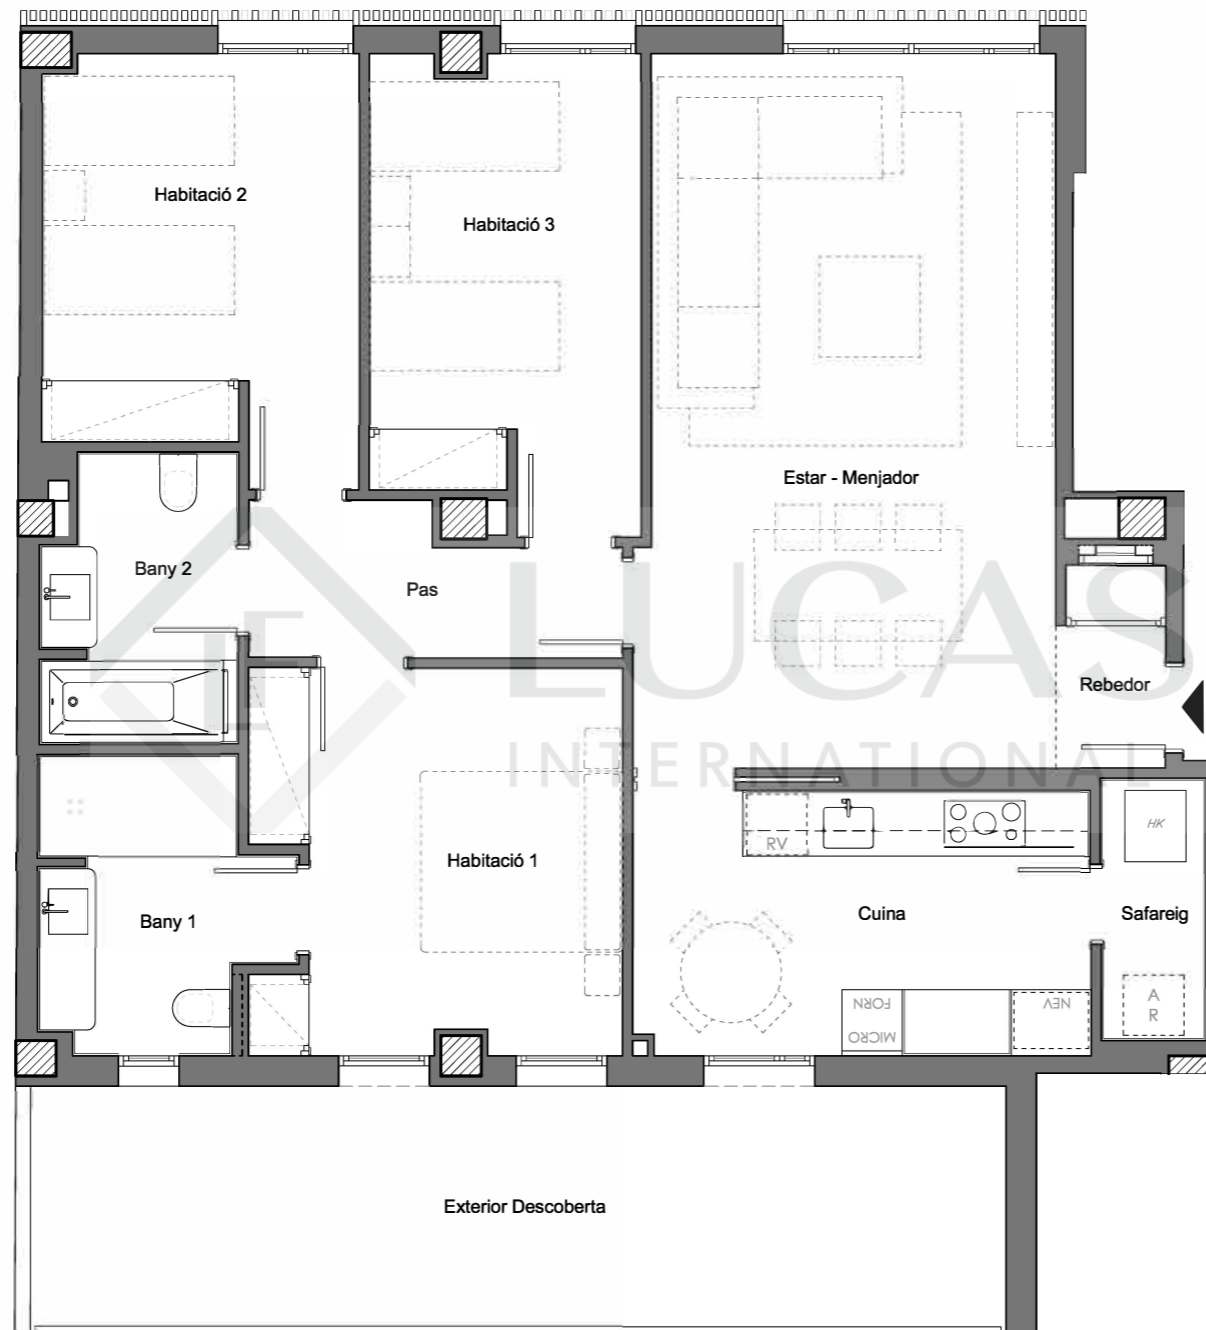 Habitació 2
Habitació 3
Estar - Menjador
Bany 2
Pas
LUCAS
INTERNATIONAL
Rebedor
HK
RV
Habitació 1
Cuina
Safareig
Bany 1
FORN
MICRO
NEV
A
R
Exterior Descoberta